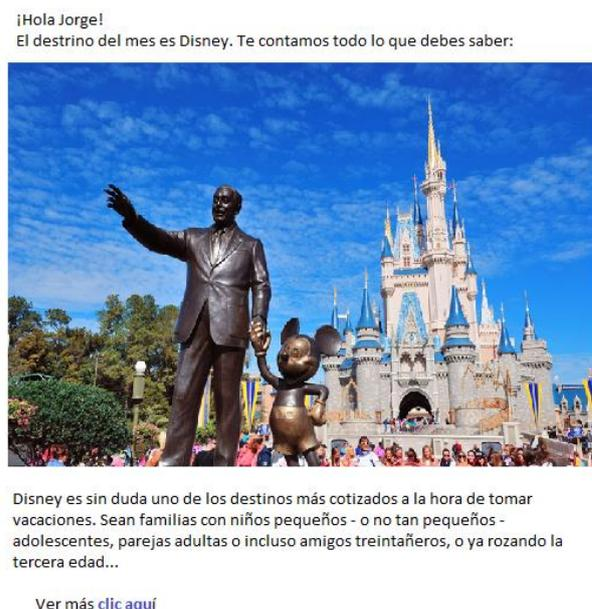 ¡Hola Jorge!
El destrino del mes es Disney. Te contamos todo lo que debes saber:
Disney es sin duda uno de los destinos más cotizados a la hora de tomar
vacaciones. Sean familias con niños pequeños - o no tan pequeños -
adolescentes, parejas adultas o incluso amigos treintañeros, o ya rozando la
tercera edad...
Ver más clic aquí